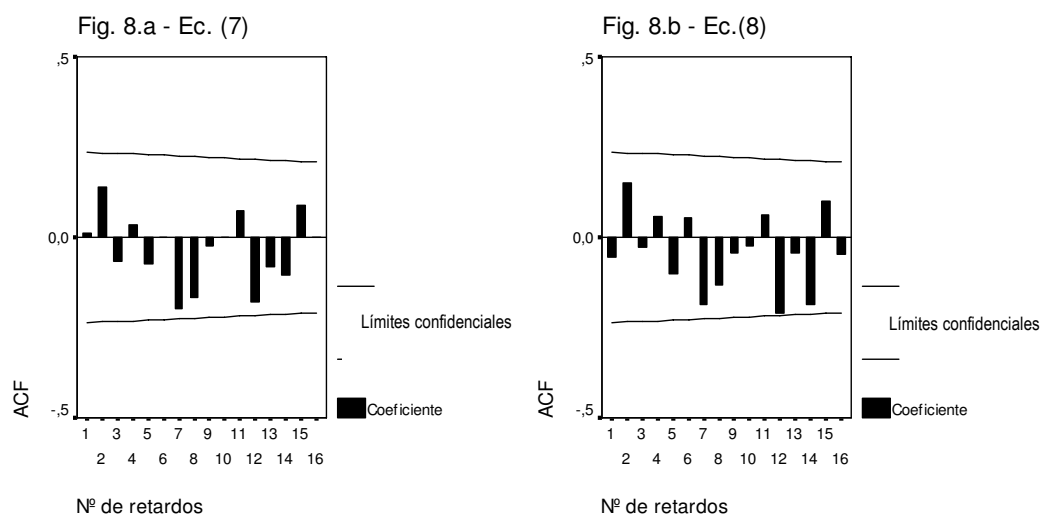 Fig. 8.a - Ec. (7)
,5
0,0
-,5
ACF
1 3 5 7 9 11 13 15
2 4 6 8 10 12 14 16
Nº de retardos
Límites confidenciales
Coeficiente
Fig. 8.b - Ec.(8)
,5
0,0
-,5
ACF
1 3 5 7 9 11 13 15
2 4 6 8 10 12 14 16
Nº de retardos
Límites confidenciales
Coeficiente